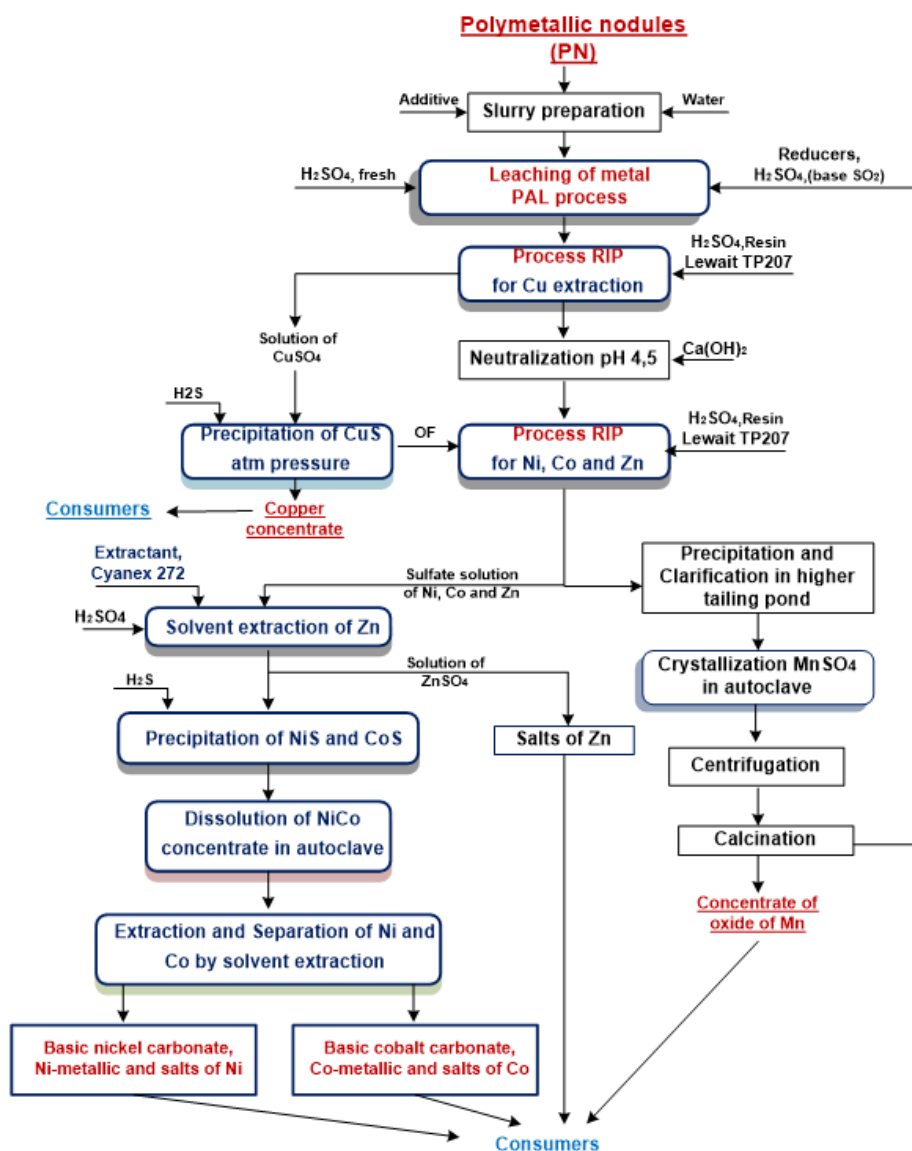 Polymetallic nodules
(PN)
Additive
Water
Slurry preparation
Reducers,
H₂SO₄,(base SO₂)
H₂SO₄, fresh
Leaching of metal
PAL process
H₂SO₄,Resin
Lewait TP207
Process RIP
for Cu extraction
Solution of
CuSO₄
Neutralization pH 4,5
Ca(OH)₂
H2S
H₂SO₄,Resin
Lewait TP207
Precipitation of CuS
atm pressure
OF
Process RIP
for Ni, Co and Zn
Consumers
Copper
concentrate
Extractant,
Cyanex 272
Sulfate solution
of Ni, Co and Zn
Precipitation and
Clarification in higher
tailing pond
H₂SO4
Solvent extraction of Zn
Solution of
ZnSO₄
Crystallization MnSO₄
in autoclave
H₂S
Precipitation of NiS and CoS
Salts of Zn
Centrifugation
Dissolution of NiCo
concentrate in autoclave
Calcination
Concentrate of
oxide of Mn
Extraction and Separation of Ni and
Co by solvent extraction
Basic nickel carbonate,
Ni-metallic and salts of Ni
Basic cobalt carbonate,
Co-metallic and salts of Co
Consumers